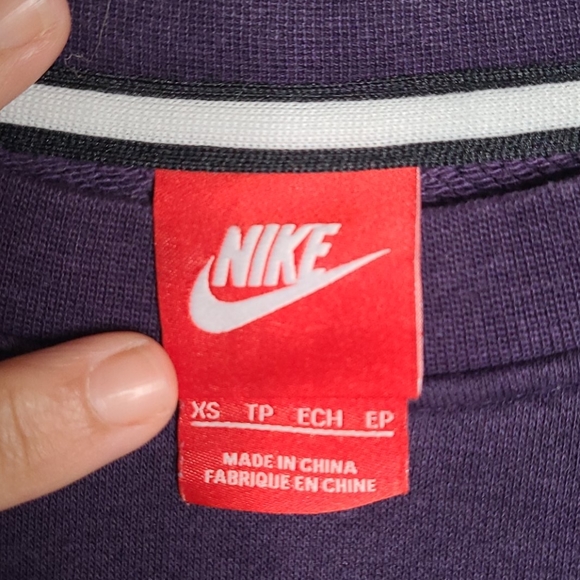 NIKE
XS TP ECH EP
MADE IN CHINA
FABRIQUE EN CHINE